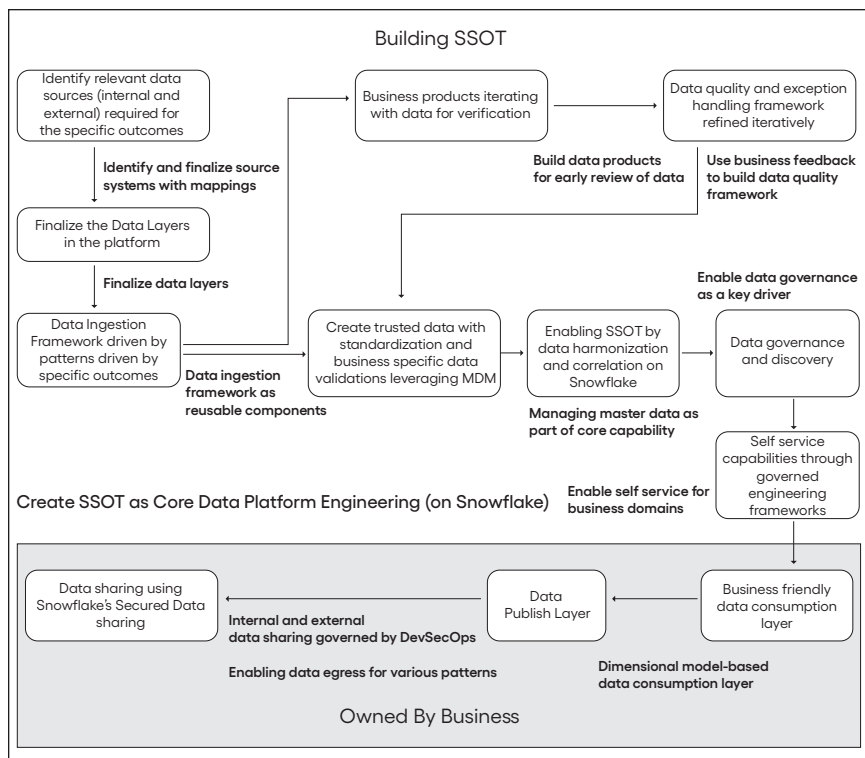 Building SSOT
Identify relevant data
sources (internal and
external) required for
the specific outcomes
Business products iterating
with data for verification
Data quality and exception
handling framework
refined iteratively
Identify and finalize source
systems with mappings
Build data products
for early review of data
Use business feedback
to build data quality
framework
Finalize the Data Layers
in the platform
Finalize data layers
Enable data governance
as a key driver
Data Ingestion
Framework driven by
patterns driven by
specific outcomes
Data ingestion
framework as
reusable components
Create trusted data with
standardization and
business specific data
validations leveraging MDM
Enabling SSOT by
data harmonization
and correlation on
Snowflake
Managing master data as
part of core capability
Data governance
and discovery
Self service
capabilities through
governed
engineering
frameworks
Enable self service for
business domains
Create SSOT as Core Data Platform Engineering (on Snowflake)
Data sharing using
Snowflake's Secured Data
sharing
Internal and external
data sharing governed by DevSecOps
Enabling data egress for various patterns
Data
Publish Layer
Business friendly
data consumption
layer
Dimensional model-based
data consumption layer
Owned By Business